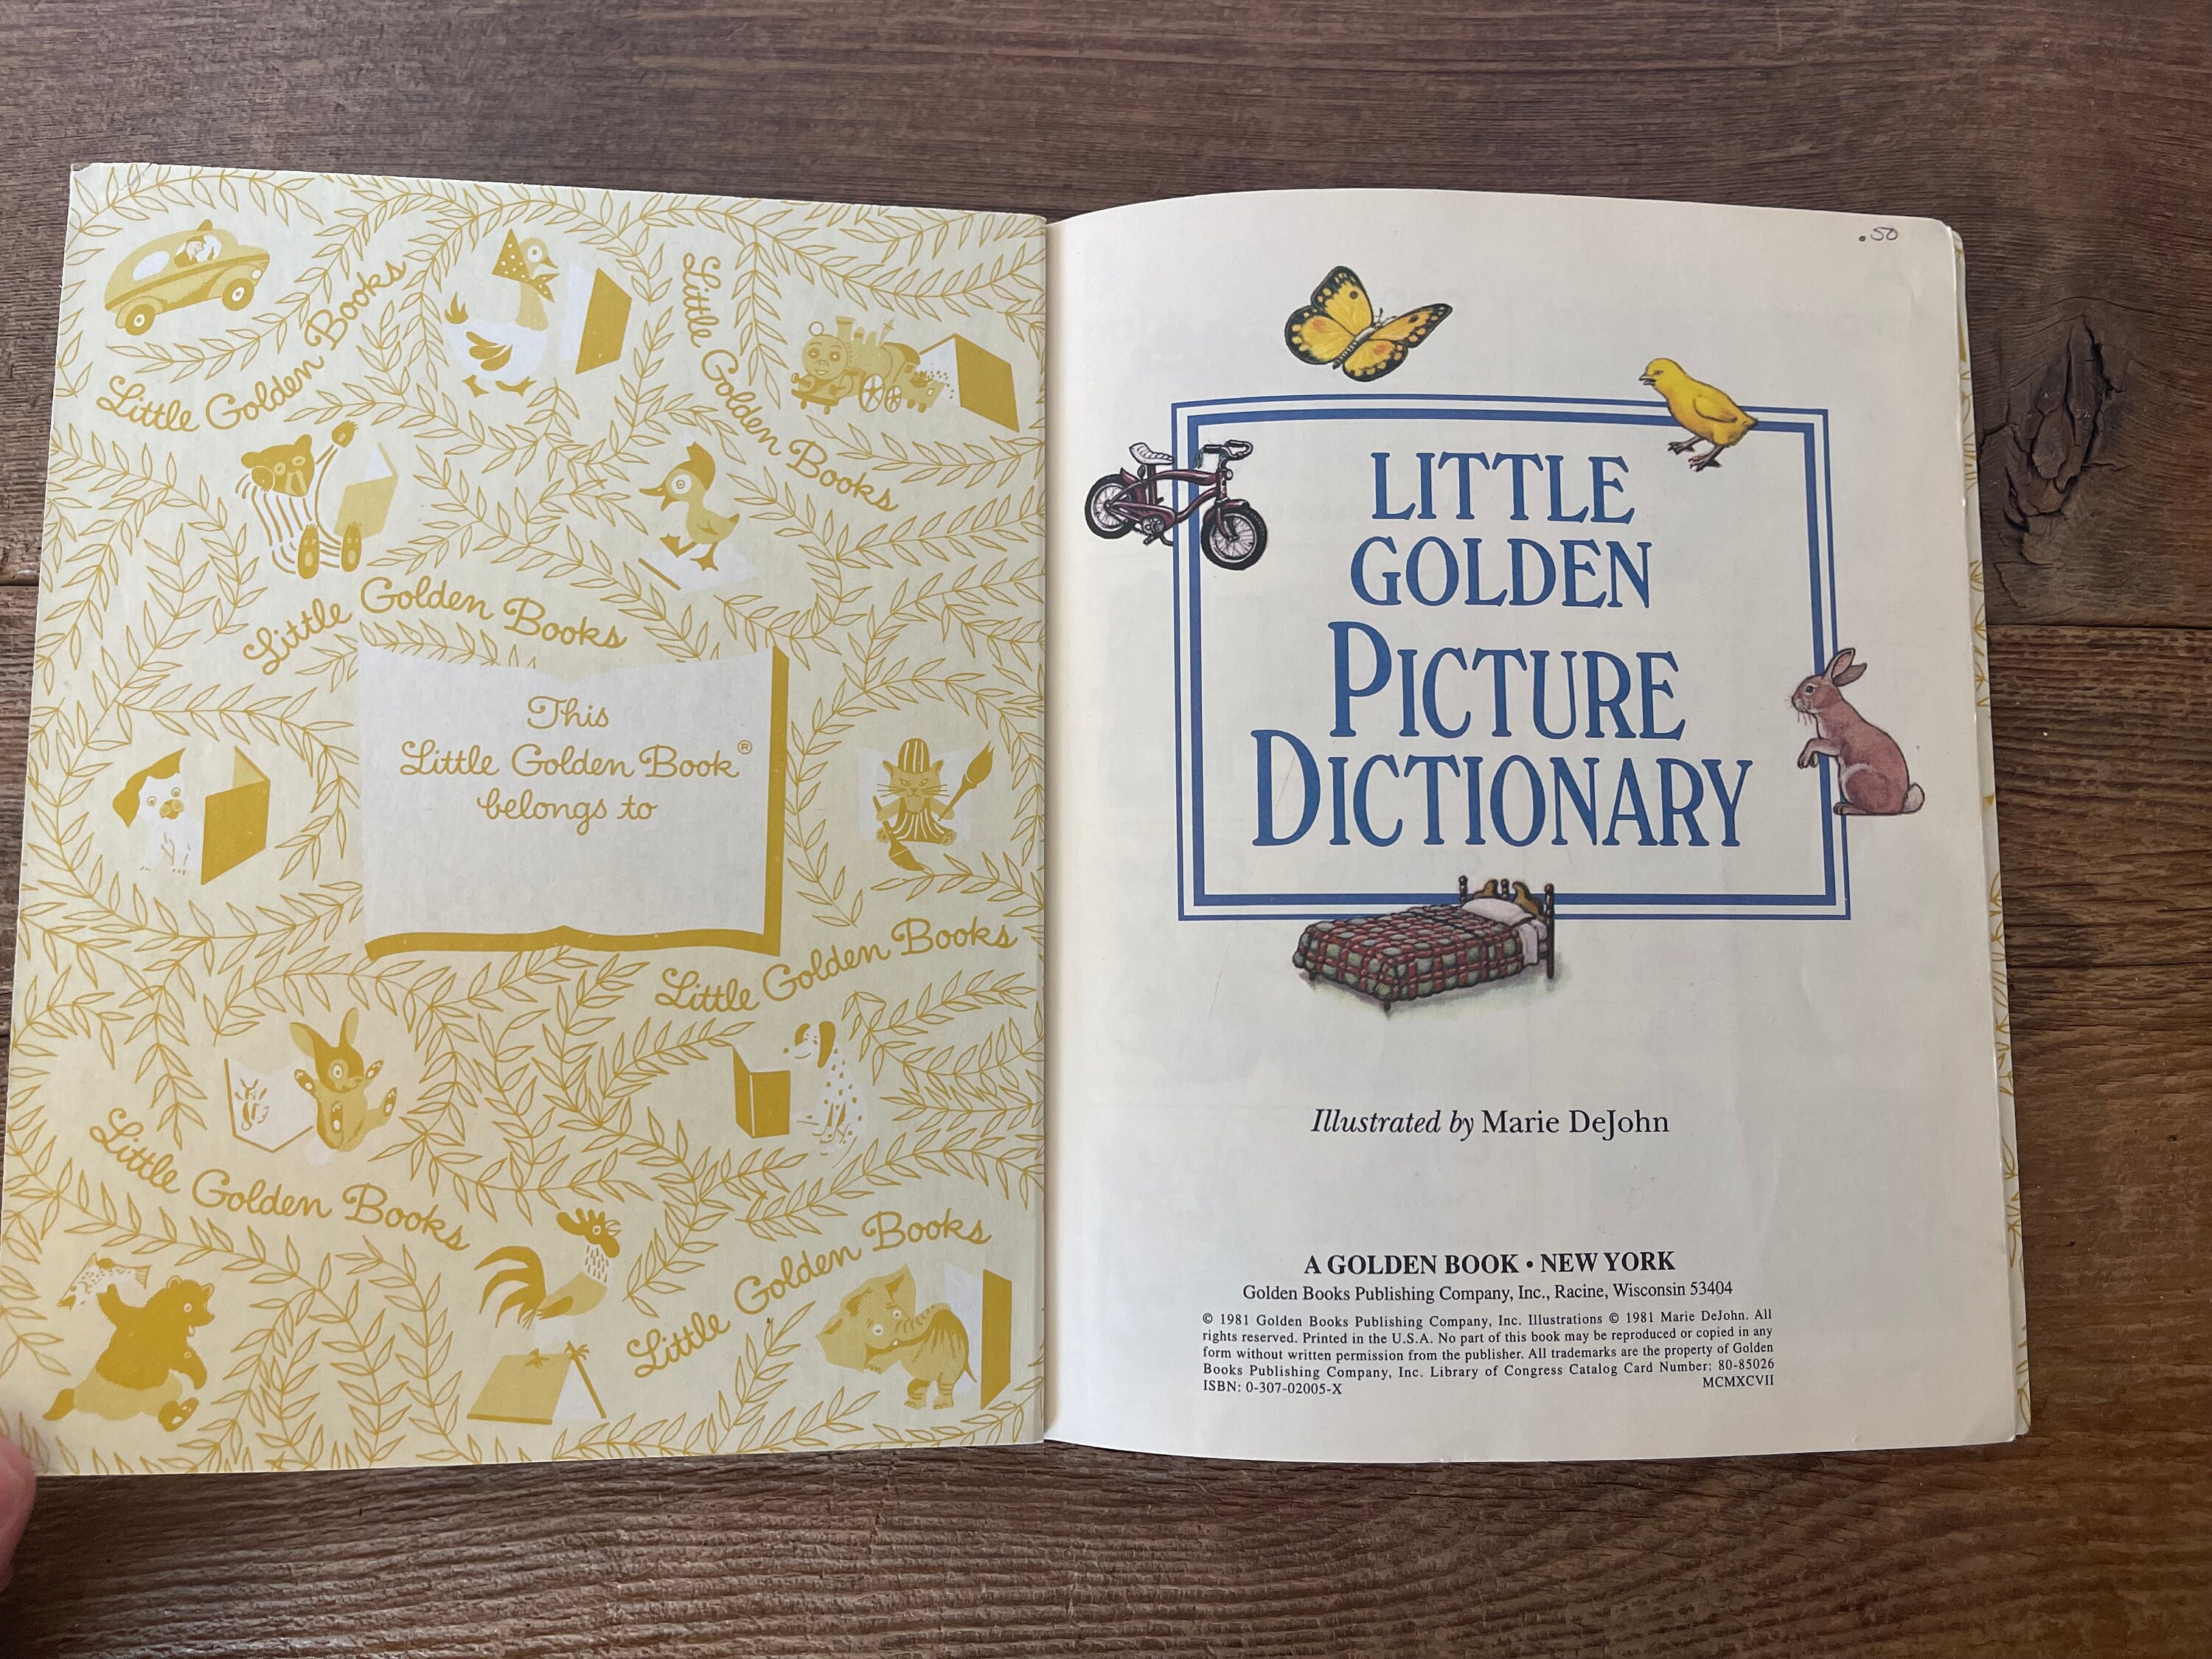 Little Golden Books
Little Golden Books
Little Golden Books
This
Little Golden Book®
belongs to
Little Golden Books
Little Golden Books
Little Golden Books
.50
LITTLE
GOLDEN
PICTURE
DICTIONARY
Illustrated by Marie DeJohn
A GOLDEN BOOK • NEW YORK
Golden Books Publishing Company, Inc., Racine, Wisconsin 53404
© 1981 Golden Books Publishing Company, Inc. Illustrations © 1981 Marie DeJohn. All
rights reserved. Printed in the U.S.A. No part of this book may be reproduced or copied in any
form without written permission from the publisher. All trademarks are the property of Golden
Books Publishing Company, Inc. Library of Congress Catalog Card Number: 80-85026
ISBN: 0-307-02005-X MCMXCVII